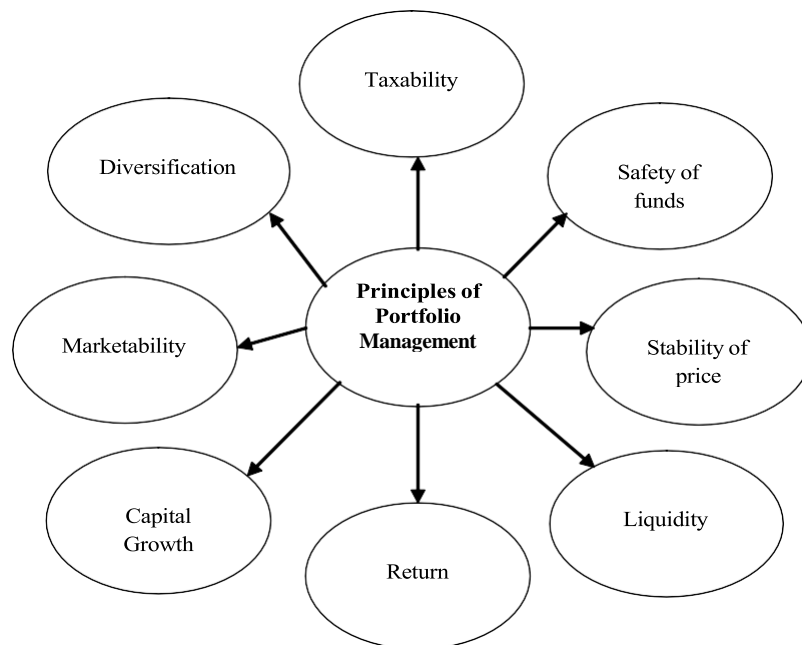 Taxability
Diversification
Safety of
funds
Principles of
Portfolio
Management
Marketability
Stability of
price
Capital
Growth
Liquidity
Return